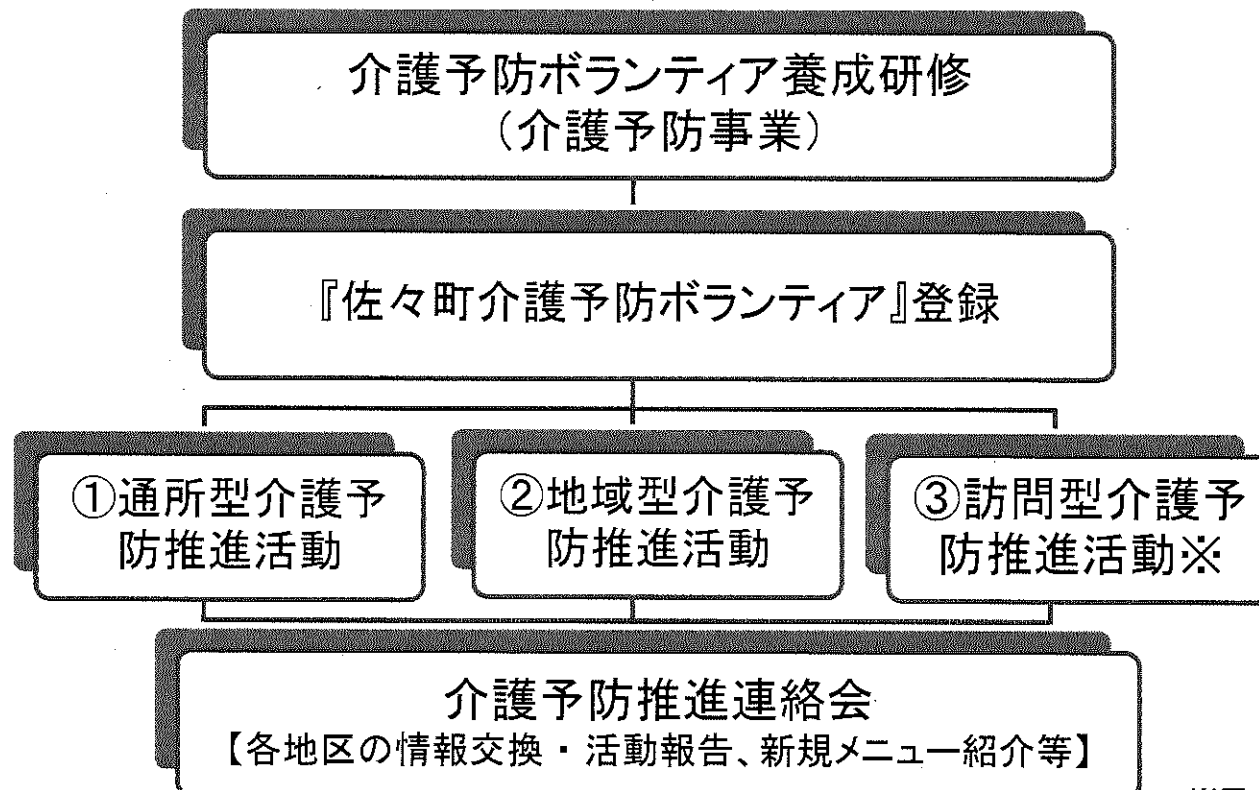 介護予防ボランティア養成研修
（介護予防事業）
『佐々町介護予防ボランティア』登録
①通所型介護予
防推進活動
②地域型介護予
防推進活動
③訪問型介護予
防推進活動※
介護予防推進連絡会
【各地区の情報交換・活動報告、新規メニュー紹介等】